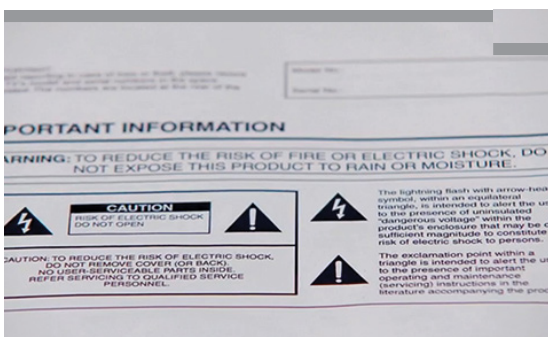 Model No.:
Serial No.:
PORTANT INFORMATION
ARNING: TO REDUCE THE RISK OF FIRE OR ELECTRIC SHOCK, DO
NOT EXPOSE THIS PRODUCT TO RAIN OR MOISTURE.
CAUTION
RISK OF ELECTRIC SHOCK
DO NOT OPEN
CAUTION: TO REDUCE THE RISK OF ELECTRIC SHOCK,
DO NOT REMOVE COVER (OR BACK).
NO USER-SERVICEABLE PARTS INSIDE.
REFER SERVICING TO QUALIFIED SERVICE
PERSONNEL.
The lightning flash with arrow-hea
symbol, within an equilateral
triangle, is intended to alert the us
to the presence of uninsulated
"dangerous voltage" within the
product's enclosure that may be o
sufficient magnitude to constitute
risk of electric shock to persons.
The exclamation point within a
triangle is intended to alert the u
to the presence of important
operating and maintenance
(servicing) instructions in the
literature accompanying the prod